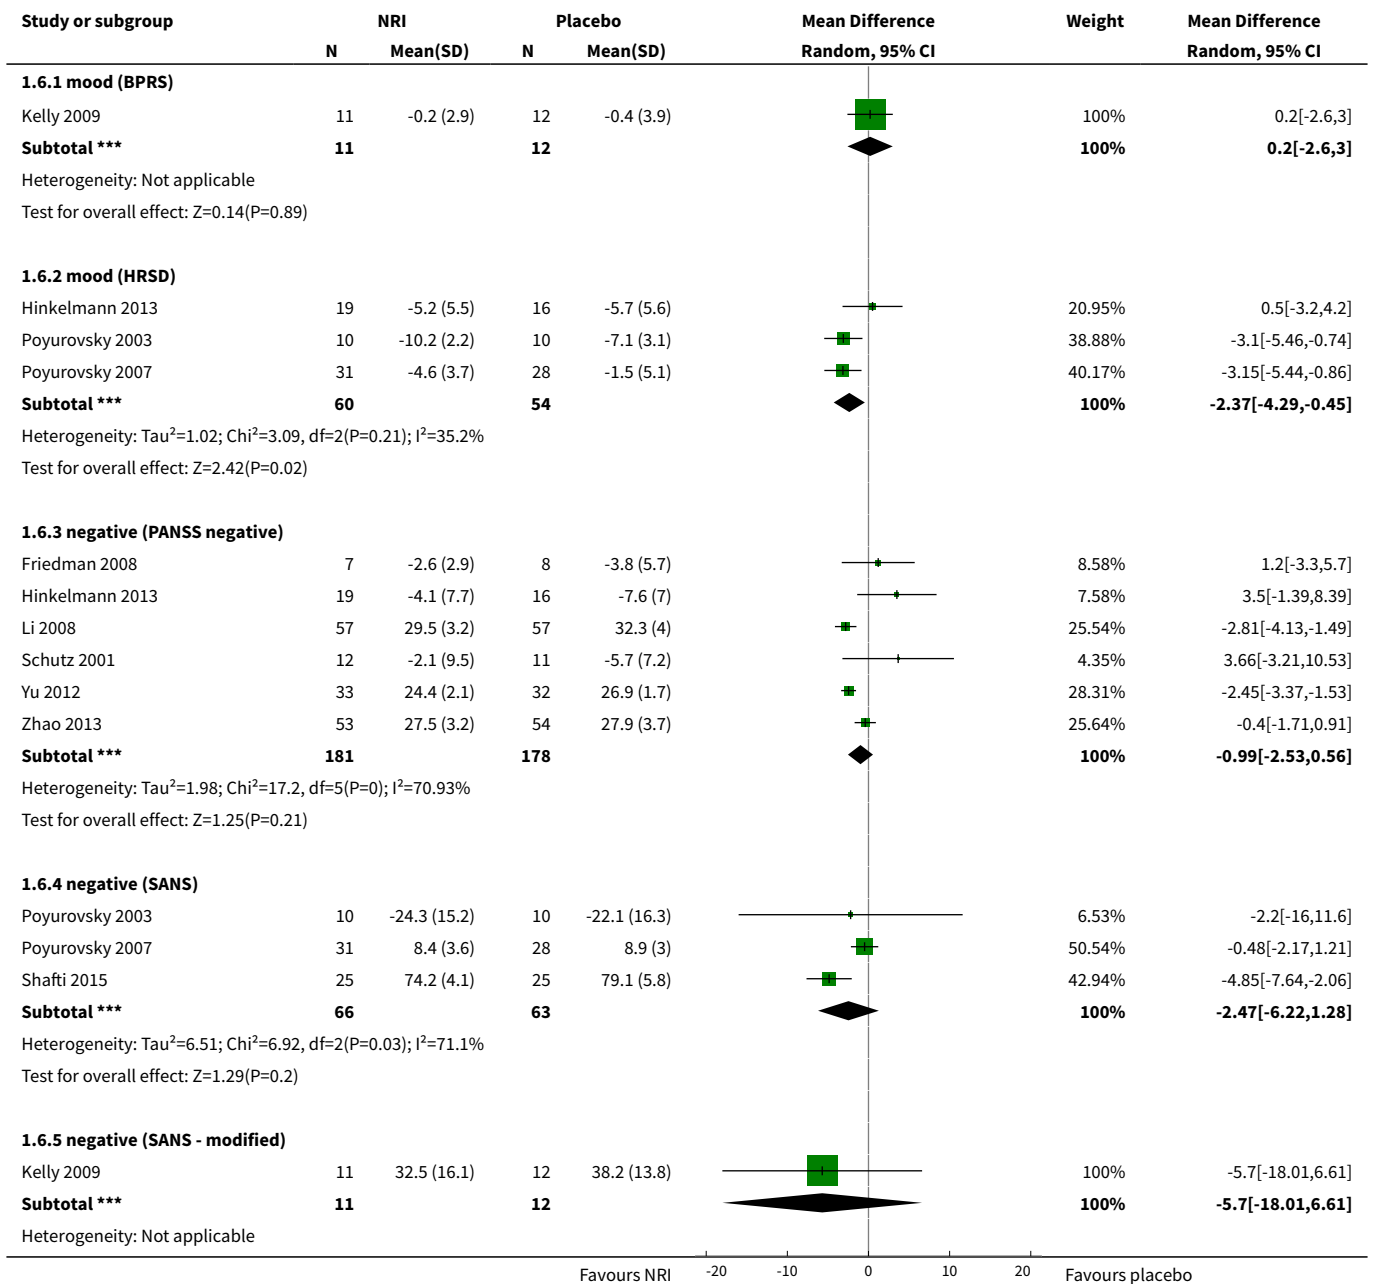 Study or subgroup NRI Placebo Mean Difference Weight Mean Difference
N Mean(SD) N Mean(SD) Random, 95% CI Random, 95% CI
1.6.1 mood (BPRS)
Kelly 2009 11 -0.2 (2.9) 12 -0.4 (3.9) 100% 0.2[-2.6,3]
Subtotal *** 11 12 100% 0.2[-2.6,3]
Heterogeneity: Not applicable
Test for overall effect: Z=0.14(P=0.89)
1.6.2 mood (HRSD)
Hinkelmann 2013 19 -5.2 (5.5) 16 -5.7 (5.6) 20.95% 0.5[-3.2,4.2]
Poyurovsky 2003 10 -10.2 (2.2) 10 -7.1 (3.1) 38.88% -3.1[-5.46,-0.74]
Poyurovsky 2007 31 -4.6 (3.7) 28 -1.5 (5.1) 40.17% -3.15[-5.44,-0.86]
Subtotal *** 60 54 100% -2.37[-4.29,-0.45]
Heterogeneity: Tau²=1.02; Chi²=3.09, df=2(P=0.21); I²=35.2%
Test for overall effect: Z=2.42(P=0.02)
1.6.3 negative (PANSS negative)
Friedman 2008 7 -2.6 (2.9) 8 -3.8 (5.7) 8.58% 1.2[-3.3,5.7]
Hinkelmann 2013 19 -4.1 (7.7) 16 -7.6 (7) 7.58% 3.5[-1.39,8.39]
Li 2008 57 29.5 (3.2) 57 32.3 (4) 25.54% -2.81[-4.13,-1.49]
Schutz 2001 12 -2.1 (9.5) 11 -5.7 (7.2) 4.35% 3.66[-3.21,10.53]
Yu 2012 33 24.4 (2.1) 32 26.9 (1.7) 28.31% -2.45[-3.37,-1.53]
Zhao 2013 53 27.5 (3.2) 54 27.9 (3.7) 25.64% -0.4[-1.71,0.91]
Subtotal *** 181 178 100% -0.99[-2.53,0.56]
Heterogeneity: Tau²=1.98; Chi²=17.2, df=5(P=0); I²=70.93%
Test for overall effect: Z=1.25(P=0.21)
1.6.4 negative (SANS)
Poyurovsky 2003 10 -24.3 (15.2) 10 -22.1 (16.3) 6.53% -2.2[-16,11.6]
Poyurovsky 2007 31 8.4 (3.6) 28 8.9 (3) 50.54% -0.48[-2.17,1.21]
Shafti 2015 25 74.2 (4.1) 25 79.1 (5.8) 42.94% -4.85[-7.64,-2.06]
Subtotal *** 66 63 100% -2.47[-6.22,1.28]
Heterogeneity: Tau²=6.51; Chi²=6.92, df=2(P=0.03); I²=71.1%
Test for overall effect: Z=1.29(P=0.2)
1.6.5 negative (SANS - modified)
Kelly 2009 11 32.5 (16.1) 12 38.2 (13.8) 100% -5.7[-18.01,6.61]
Subtotal *** 11 12 100% -5.7[-18.01,6.61]
Heterogeneity: Not applicable
Favours NRI -20 -10 0 10 20 Favours placebo